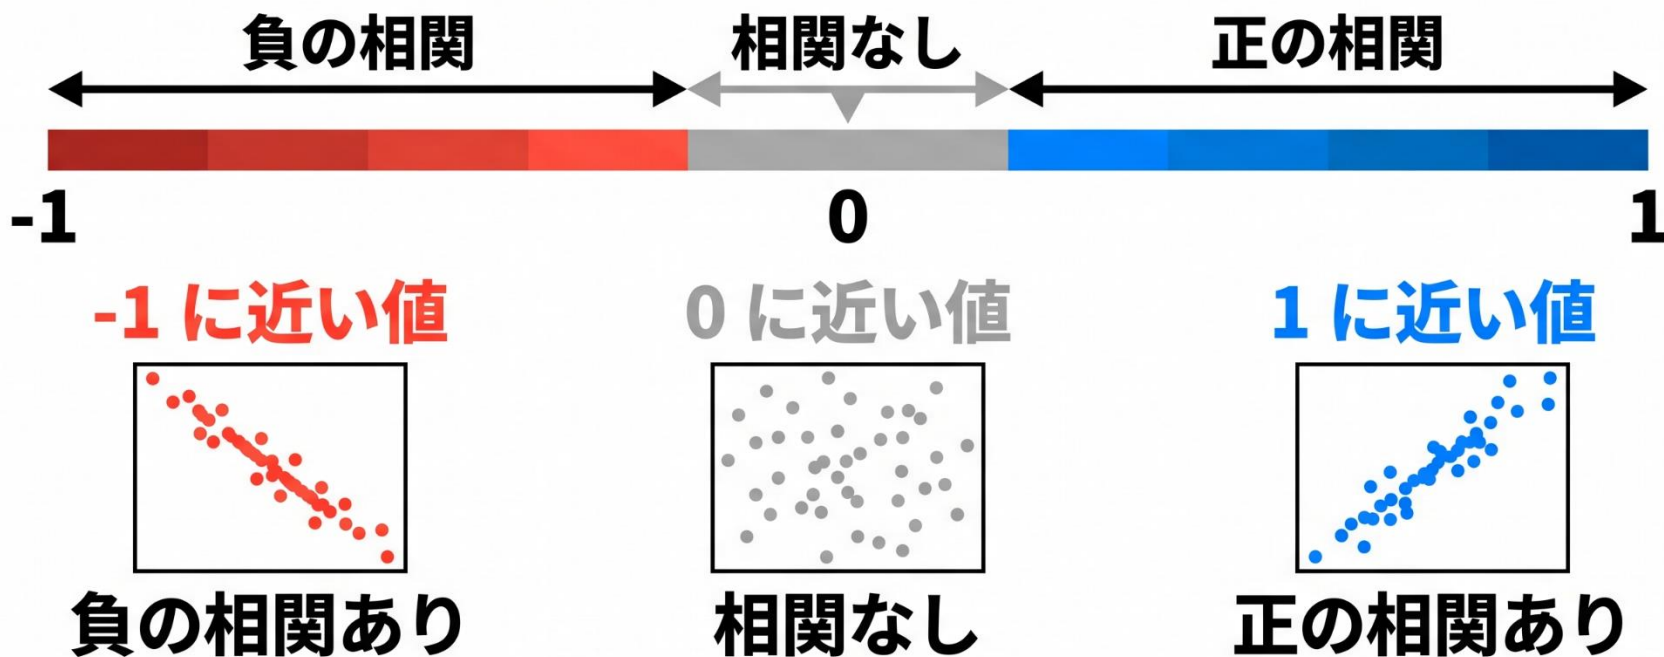 負の相関 相関なし 正の相関
-1 0 1
-1 に近い値 0 に近い値 1 に近い値
負の相関あり 相関なし 正の相関あり